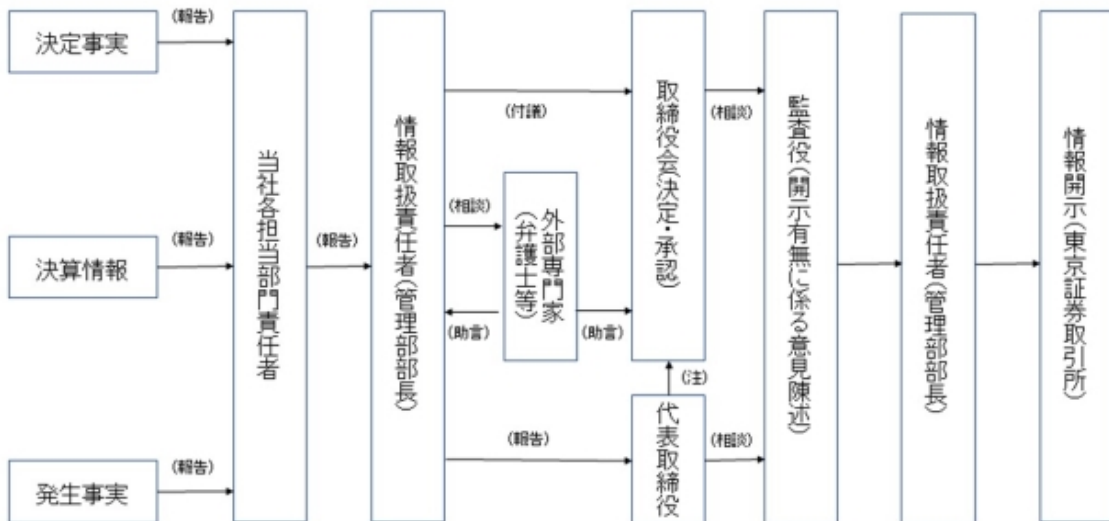 決定事実
(報告)
決算情報
(報告)
発生事実
(報告)
当社各担当部門責任者
(報告)
情報取扱責任者(管理部部長)
(付議)
(相談)
(助言)
(報告)
外部専門家
(弁護士等)
(助言)
取締役会(決定・承認)
(注)
代表取締役
(相談)
(相談)
監査役(開示有無に係る意見陳述)
情報取扱責任者(管理部部長)
情報開示(東京証券取引所)